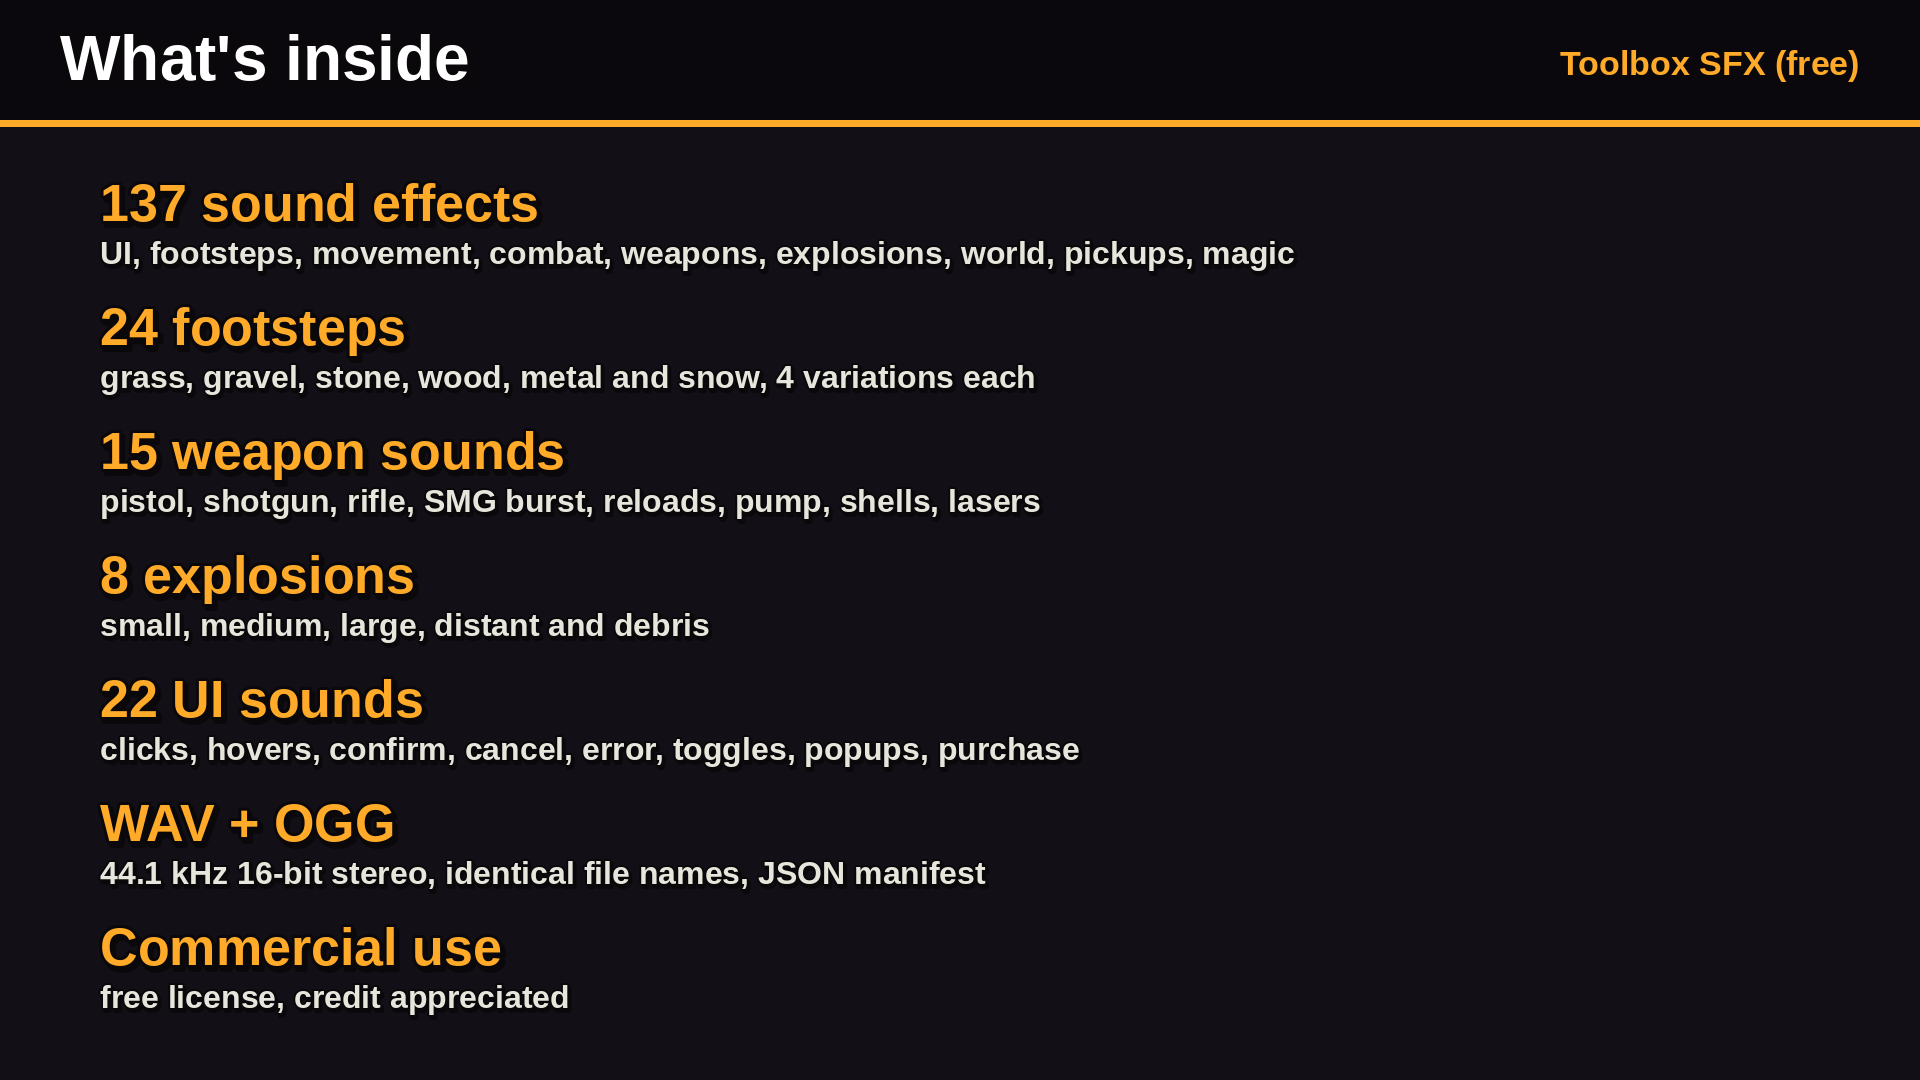 What's inside
Toolbox SFX (free)
137 sound effects
UI, footsteps, movement, combat, weapons, explosions, world, pickups, magic
24 footsteps
grass, gravel, stone, wood, metal and snow, 4 variations each
15 weapon sounds
pistol, shotgun, rifle, SMG burst, reloads, pump, shells, lasers
8 explosions
small, medium, large, distant and debris
22 UI sounds
clicks, hovers, confirm, cancel, error, toggles, popups, purchase
WAV + OGG
44.1 kHz 16-bit stereo, identical file names, JSON manifest
Commercial use
free license, credit appreciated